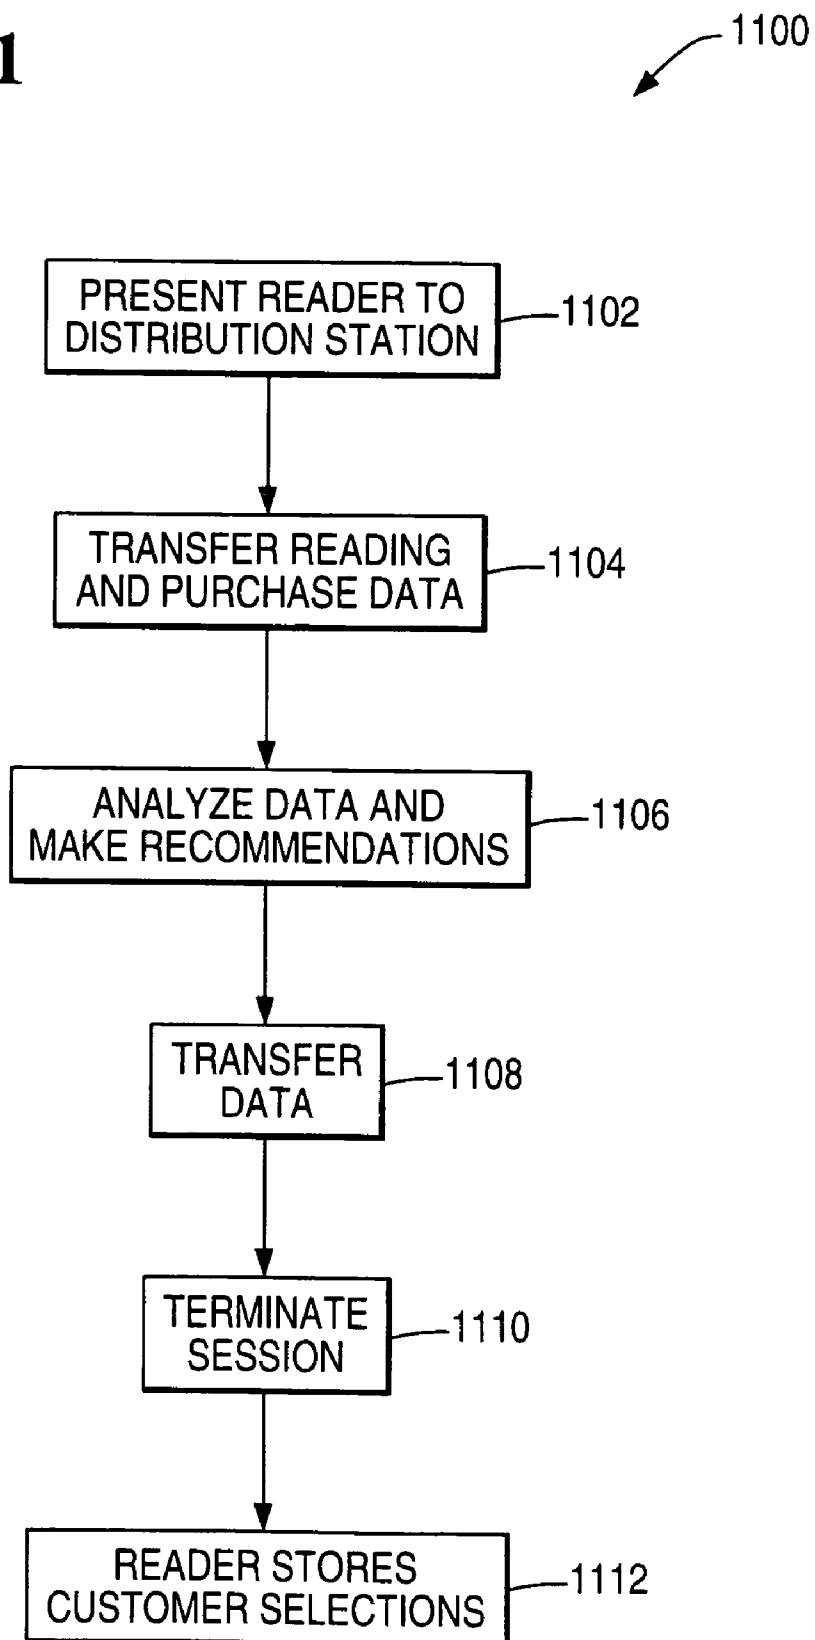 1
1100
PRESENT READER TO
DISTRIBUTION STATION
1102
TRANSFER READING
AND PURCHASE DATA
1104
ANALYZE DATA AND
MAKE RECOMMENDATIONS
1106
TRANSFER
DATA
1108
TERMINATE
SESSION
1110
READER STORES
CUSTOMER SELECTIONS
1112